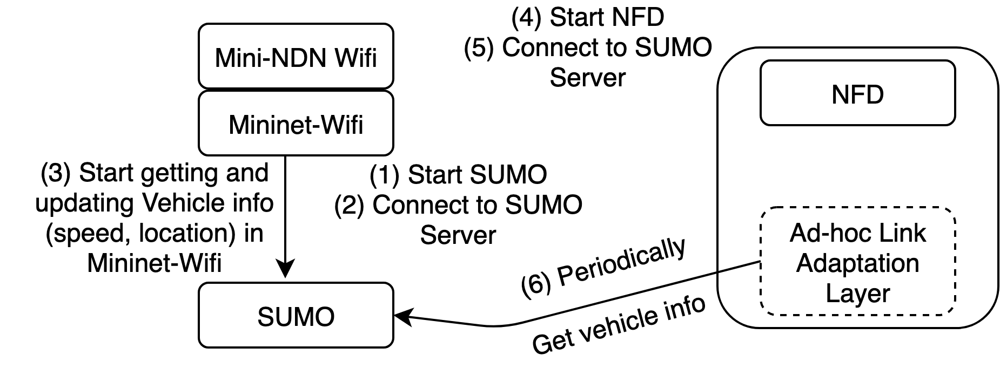 (4) Start NFD
(5) Connect to SUMO
Server
Mini-NDN Wifi
Mininet-Wifi
NFD
(3) Start getting and
updating Vehicle info
(speed, location) in
Mininet-Wifi
(1) Start SUMO
(2) Connect to SUMO
Server
Ad-hoc Link
Adaptation
Layer
(6) Periodically
Get vehicle info
SUMO